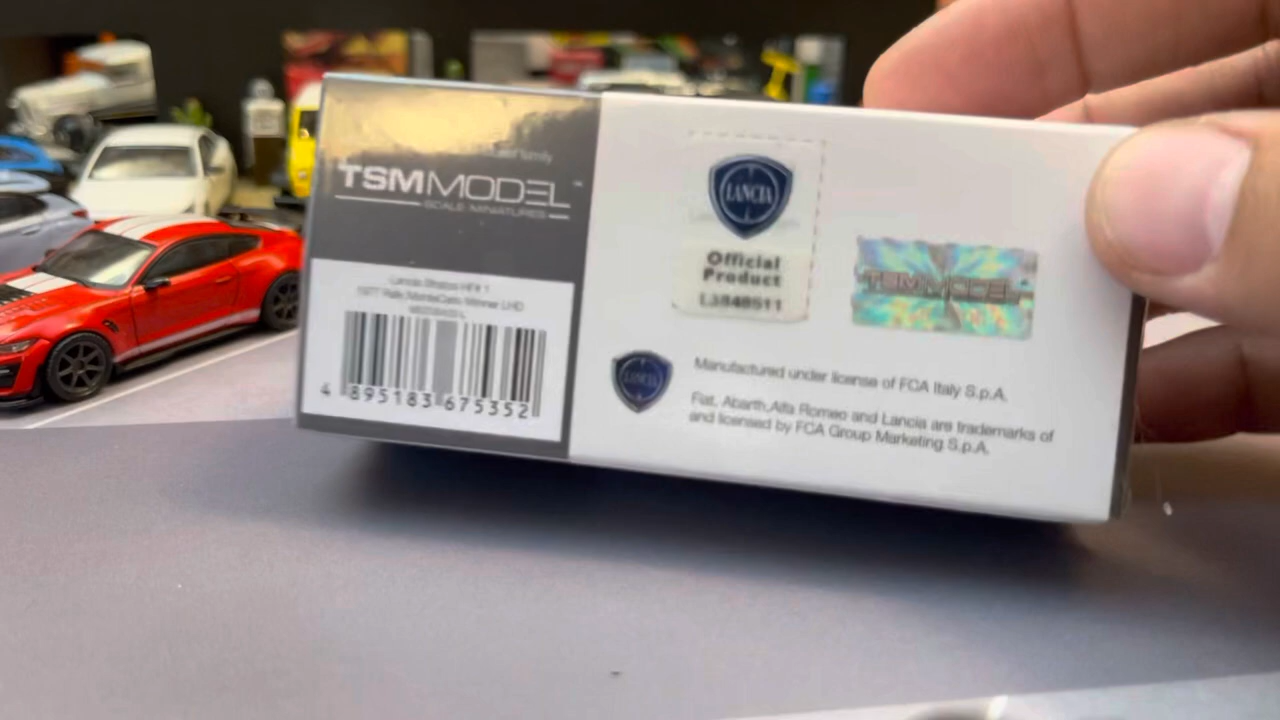 TSMMODEL
SCALE MINIATURES
Lancia Stratos HF# 1
1977 Rally MonteCarlo Winner LHD
4 895183 675352
LANCIA
Official
Product
TSMMODEL
LANCIA
Manufactured under license of FCA Italy S.p.A.
Fiat, Abarth,Alfa Romeo and Lancia are trademarks of
and licensed by FCA Group Marketing S.p.A.